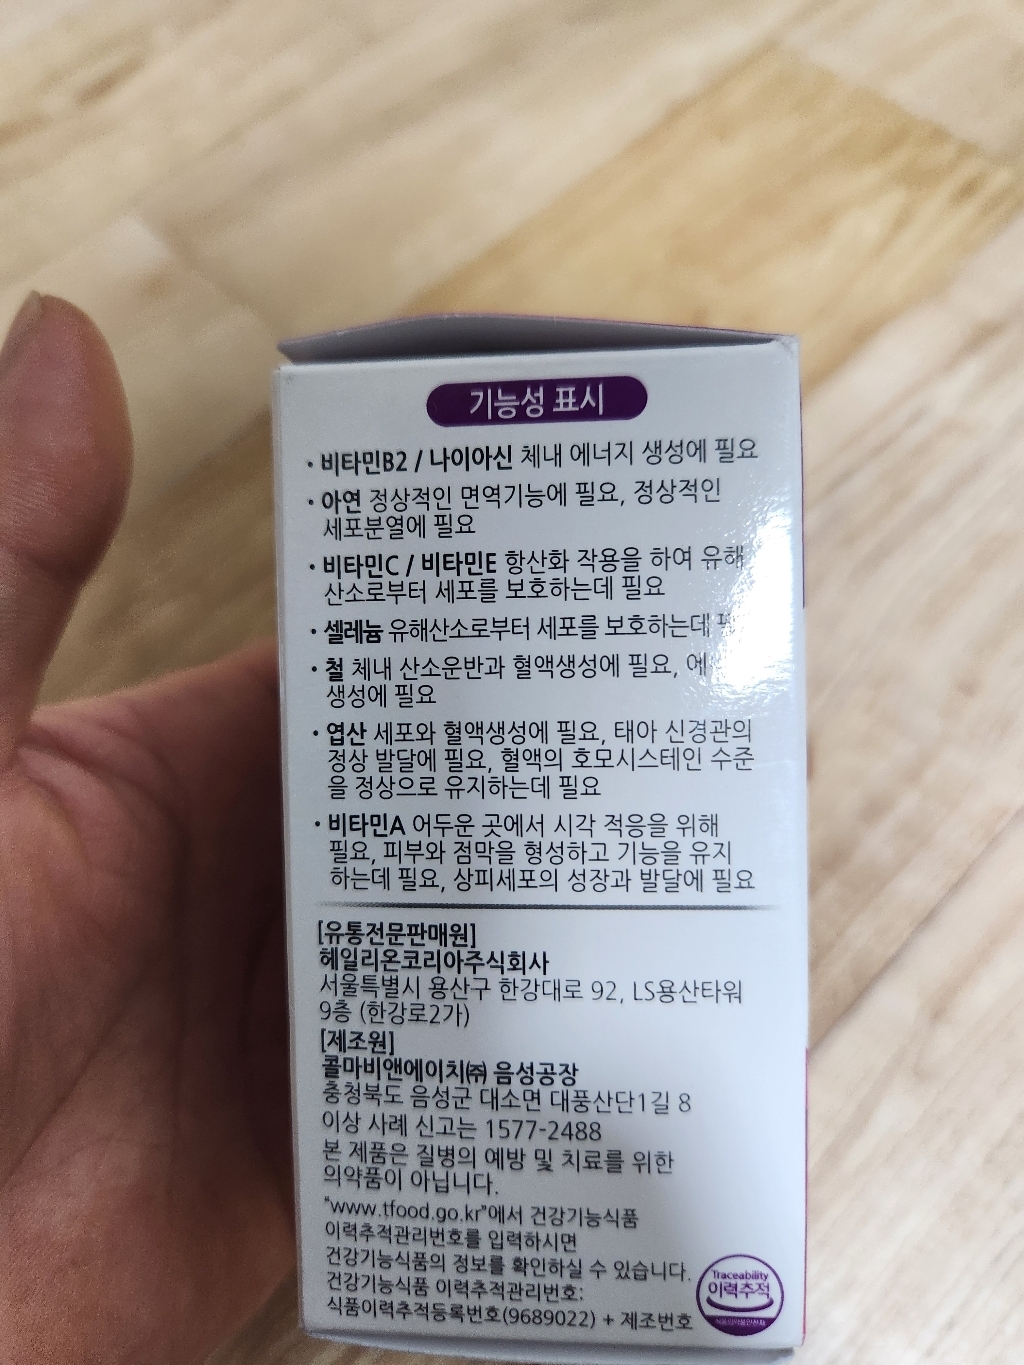 기능성 표시
· 비타민B2 / 나이아신 체내 에너지 생성에 필요
· 아연 정상적인 면역기능에 필요, 정상적인
세포분열에 필요
· 비타민C / 비타민E 항산화 작용을 하여 유해
산소로부터 세포를 보호하는데 필요
· 셀레늄 유해산소로부터 세포를 보호하는데
· 철 체내 산소운반과 혈액생성에 필요,
생성에 필요
· 엽산 세포와 혈액생성에 필요, 태아 신경관의
정상 발달에 필요, 혈액의 호모시스테인 수준
을 정상으로 유지하는데 필요
· 비타민A 어두운 곳에서 시각 적응을 위해
필요, 피부와 점막을 형성하고 기능을 유지
하는데 필요, 상피세포의 성장과 발달에 필요
[유통전문판매원]
헤일리온코리아주식회사
서울특별시 용산구 한강대로 92, LS용산타워
9층 (한강로2가)
[제조원]
콜마비앤에이치㈜ 음성공장
충청북도 음성군 대소면 대풍산단1길 8
이상 사례 신고는 1577-2488
본 제품은 질병의 예방 및 치료를 위한
의약품이 아닙니다.
"www.tfood.go.kr"에서 건강기능식품
이력추적관리번호를 입력하시면
건강기능식품의 정보를 확인하실 수 있습니다.
건강기능식품 이력추적관리번호:
식품이력추적등록번호(9689022) + 제조번호
Traceability
이력추적
식품의약품안전처